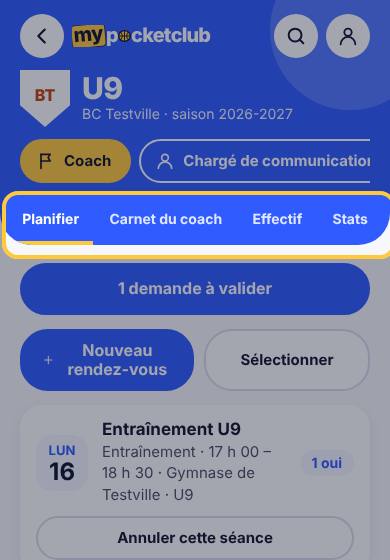 mypocketclub
BT
U9
BC Testville · saison 2026-2027
Coach
Chargé de communication
Planifier
Carnet du coach
Effectif
Stats
1 demande à valider
+ Nouveau
rendez-vous
Sélectionner
LUN
16
Entraînement U9
Entraînement · 17 h 00 –
18 h 30 · Gymnase de
Testville · U9
1 oui
Annuler cette séance